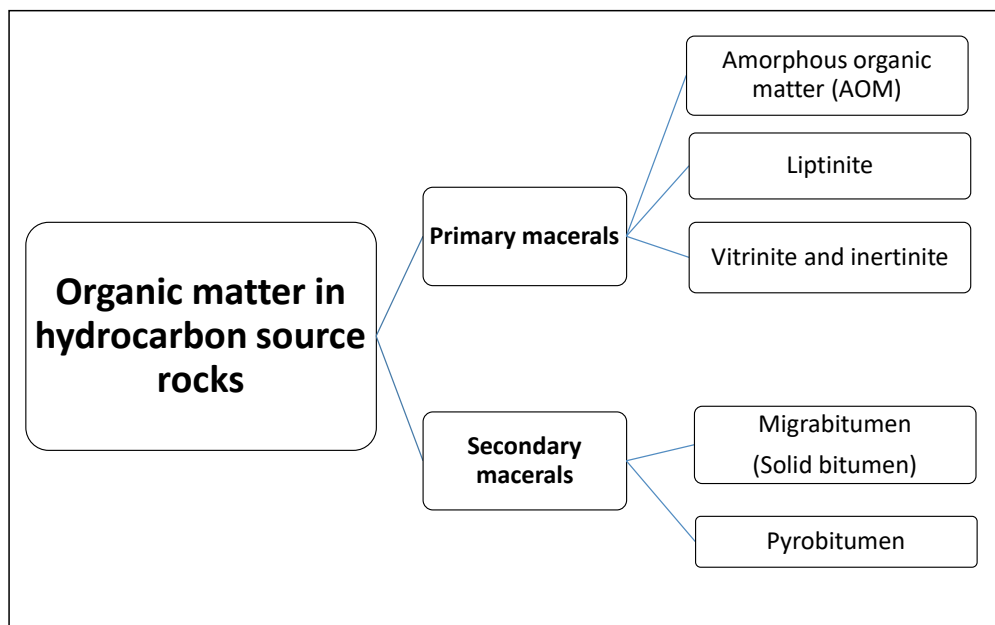 Organic matter in
hydrocarbon source
rocks
Primary macerals
Amorphous organic
matter (AOM)
Liptinite
Vitrinite and inertinite
Secondary
macerals
Migrabitumen
(Solid bitumen)
Pyrobitumen